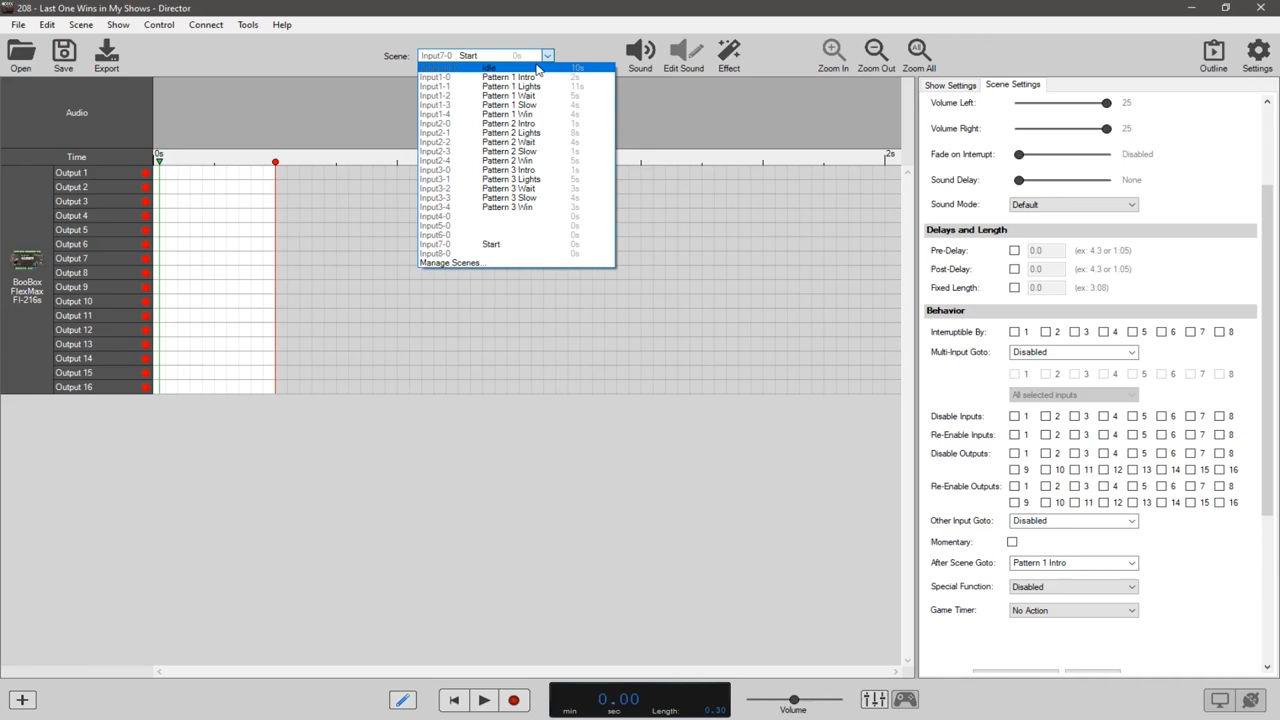 208 - Last One Wins in My Shows - Director
File Edit Scene Show Control Connect Tools Help
Open Save Export Scene: Input7-0 Start 0s Sound Edit Sound Effect Zoom In Zoom Out Zoom All Outline Settings
Idle 10s
Input1-0 Pattern 1 Intro 2s
Input1-1 Pattern 1 Lights 11s
Input1-2 Pattern 1 Wait 5s
Input1-3 Pattern 1 Slow 4s
Input1-4 Pattern 1 Win 3s
Input2-0 Pattern 2 Intro 1s
Input2-1 Pattern 2 Lights 8s
Input2-2 Pattern 2 Wait 5s
Input2-3 Pattern 2 Slow 1s
Input2-4 Pattern 2 Win 5s
Input3-0 Pattern 3 Intro 1s
Input3-1 Pattern 3 Lights 5s
Input3-2 Pattern 3 Wait 3s
Input3-3 Pattern 3 Slow 4s
Input3-4 Pattern 3 Win 3s
Input4-0 0s
Input5-0 0s
Input6-0 0s
Input7-0 Start 0s
Input8-0 0s
Manage Scenes...
Audio
Time 0s 2s
Output 1
Output 2
Output 3
Output 4
Output 5
Output 6
Output 7
Output 8
Output 9
Output 10
Output 11
Output 12
Output 13
Output 14
Output 15
Output 16
BooBox
FlexMax
FI-216s
Show Settings Scene Settings
Volume Left: 25
Volume Right: 25
Fade on Interrupt: Disabled
Sound Delay: None
Sound Mode: Default
Delays and Length
Pre-Delay: 0.0 (ex: 4.3 or 1:05)
Post-Delay: 0.0 (ex: 4.3 or 1:05)
Fixed Length: 0.0 (ex: 3:08)
Behavior
Interruptible By: 1 2 3 4 5 6 7 8
Multi-Input Goto: Disabled
1 2 3 4 5 6 7 8
All selected inputs
Disable Inputs: 1 2 3 4 5 6 7 8
Re-Enable Inputs: 1 2 3 4 5 6 7 8
Disable Outputs: 1 2 3 4 5 6 7 8
9 10 11 12 13 14 15 16
Re-Enable Outputs: 1 2 3 4 5 6 7 8
9 10 11 12 13 14 15 16
Other Input Goto: Disabled
Momentary:
After Scene Goto: Pattern 1 Intro
Special Function: Disabled
Game Timer: No Action
0.00
min sec Length: 0.30
Volume